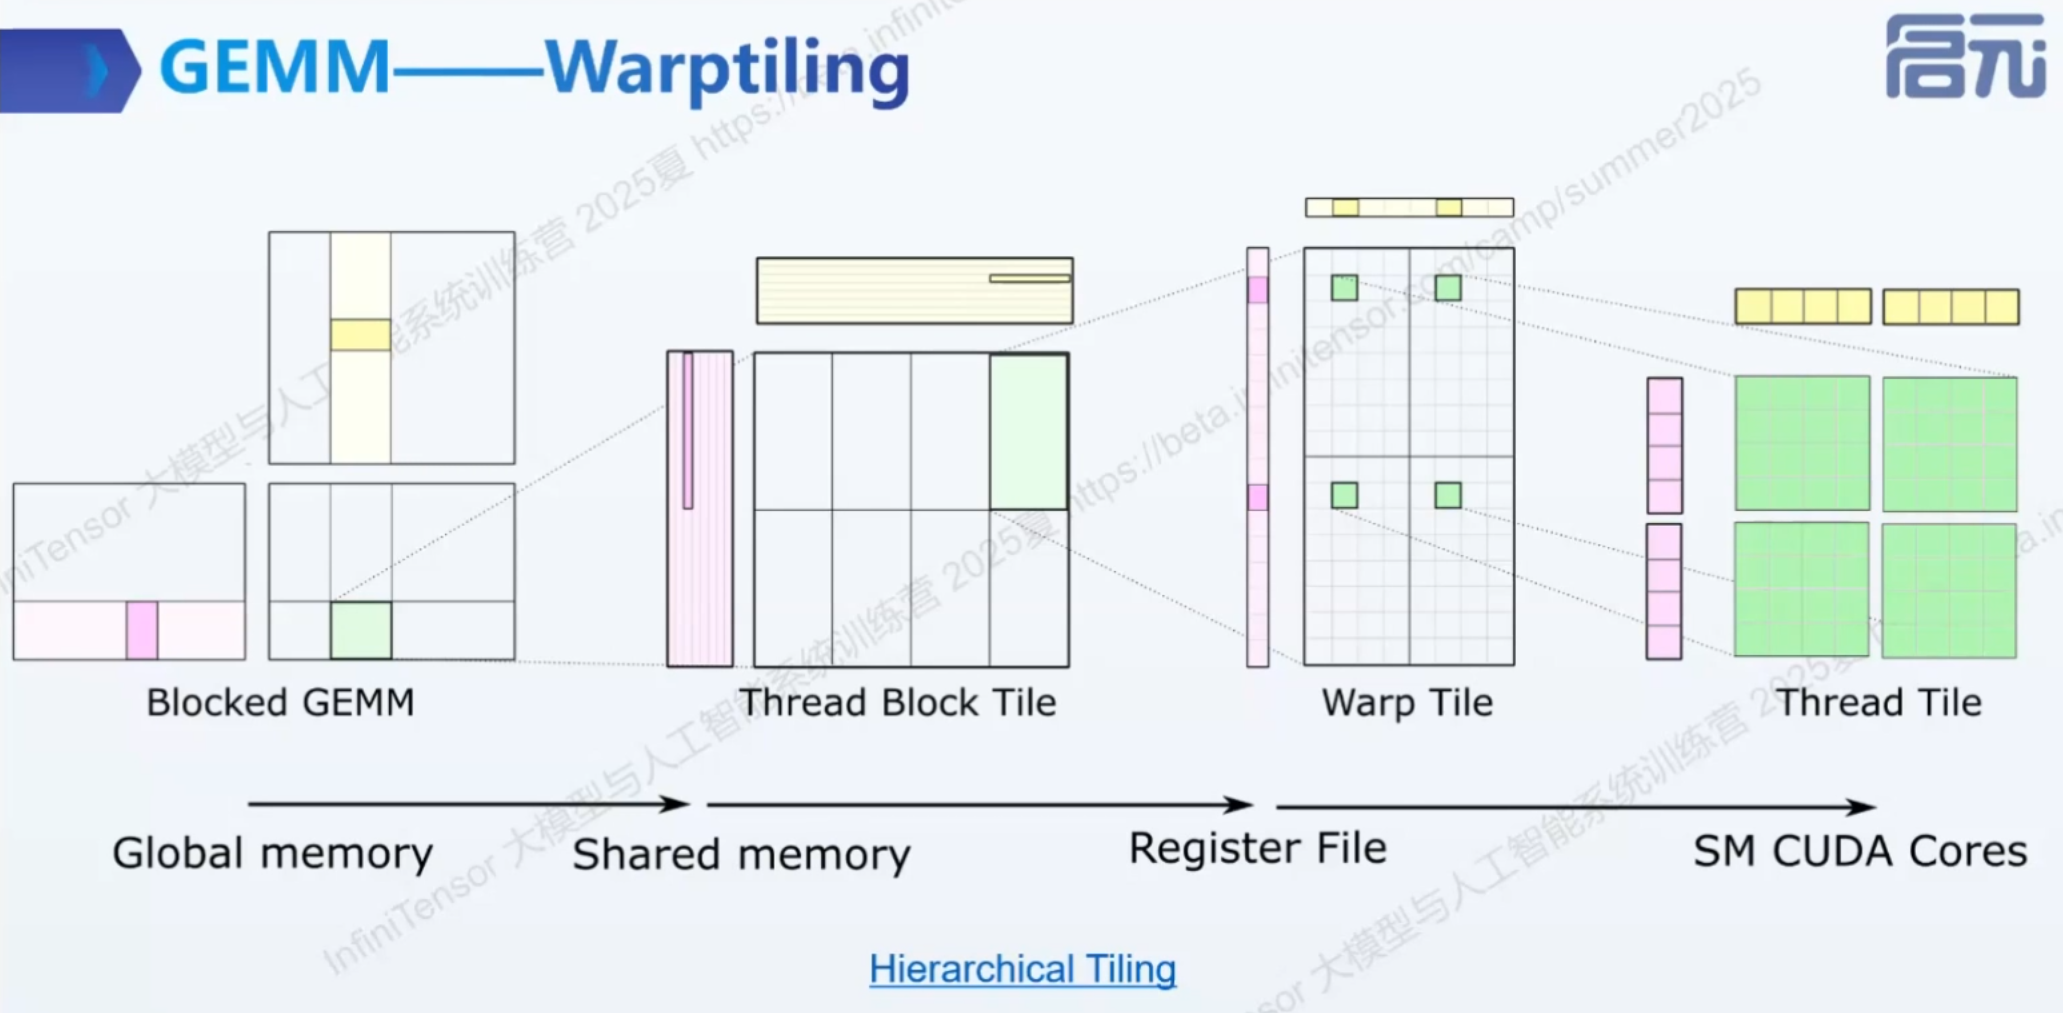 GEMM——Warptiling
启元
Blocked GEMM
Thread Block Tile
Warp Tile
Thread Tile
Global memory
Shared memory
Register File
SM CUDA Cores
Hierarchical Tiling
InfiniTensor 大模型与人工智能系统训练营 2025夏 https://beta.infinitensor.com/camp/summer2025